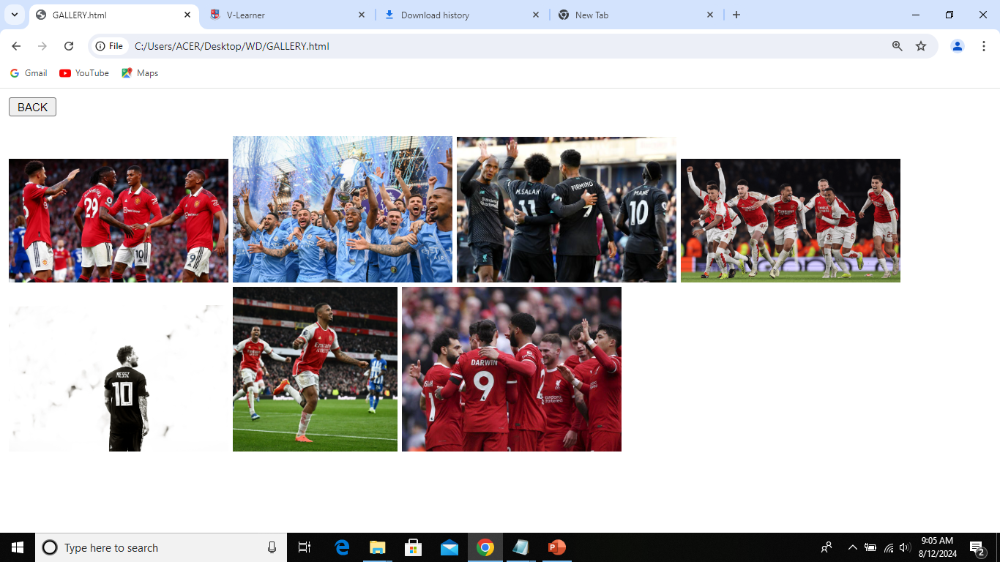 GALLERY.html
V-Learner
Download history
New Tab
File
C:/Users/ACER/Desktop/WD/GALLERY.html
Gmail
YouTube
Maps
BACK
29
10
9
M.SALAH
11
FIRMINO
9
MANE
10
MESSI
10
DARWIN
9
Type here to search
9:05 AM
8/12/2024
2